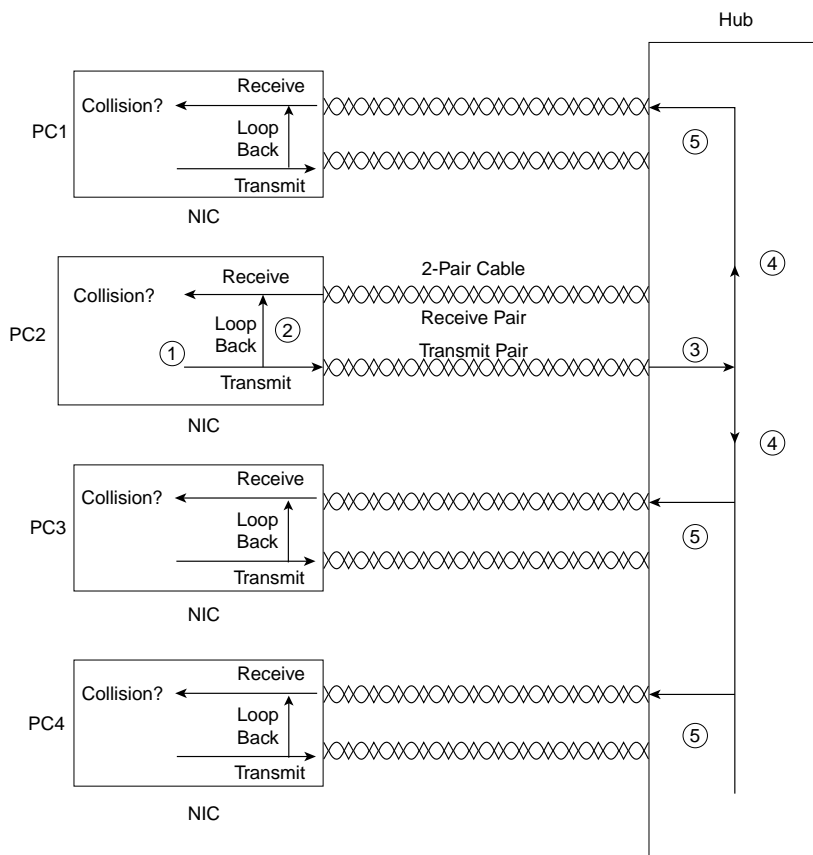 Hub
Receive
Collision?
PC1
Loop
Back
5
Transmit
NIC
4
Receive
2-Pair Cable
Collision?
PC2
Loop
Back
2
Receive Pair
1
Transmit Pair
3
Transmit
NIC
4
Receive
Collision?
PC3
Loop
Back
5
Transmit
NIC
Receive
Collision?
PC4
Loop
Back
5
Transmit
NIC